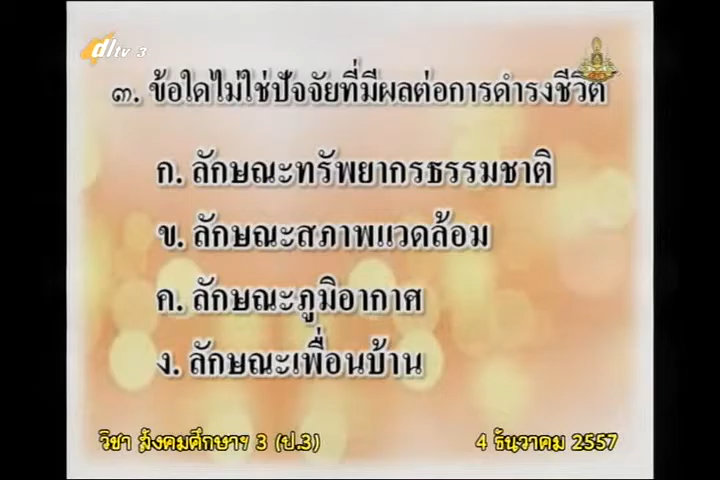 dltv 3
๓. ข้อใดไม่ใช่ปัจจัยที่มีผลต่อการดำรงชีวิต
ก. ลักษณะทรัพยากรธรรมชาติ
ข. ลักษณะสภาพแวดล้อม
ค. ลักษณะภูมิอากาศ
ง. ลักษณะเพื่อนบ้าน
วิชา สังคมศึกษาฯ 3 (ป.3)
4 ธันวาคม 2557